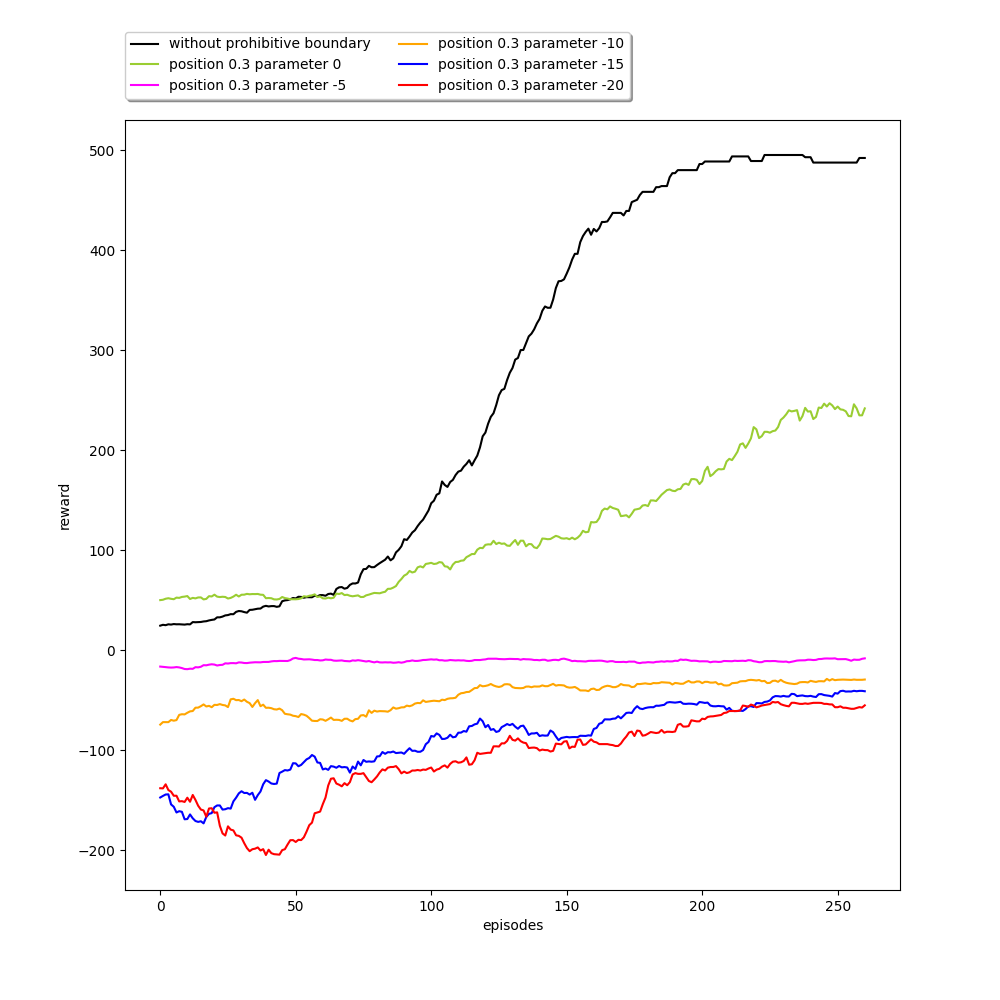 without prohibitive boundary
position 0.3 parameter 0
position 0.3 parameter -5
position 0.3 parameter -10
position 0.3 parameter -15
position 0.3 parameter -20
500
400
300
200
100
0
−100
−200
reward
0 50 100 150 200 250
episodes